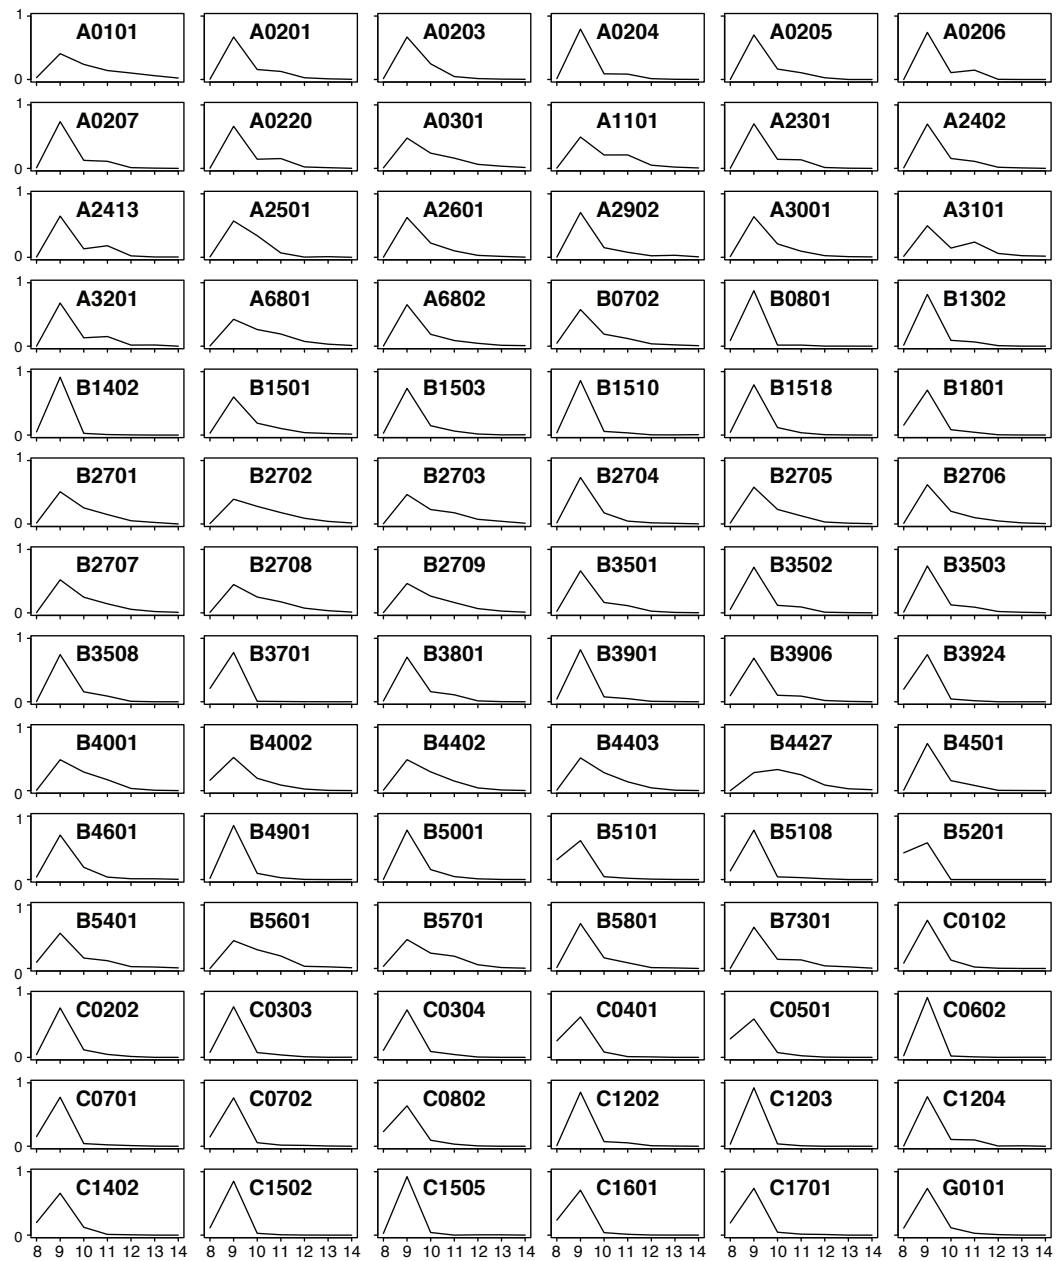 1 A0101 A0201 A0203 A0204 A0205 A0206
0
1 A0207 A0220 A0301 A1101 A2301 A2402
0
1 A2413 A2501 A2601 A2902 A3001 A3101
0
1 A3201 A6801 A6802 B0702 B0801 B1302
0
1 B1402 B1501 B1503 B1510 B1518 B1801
0
1 B2701 B2702 B2703 B2704 B2705 B2706
0
1 B2707 B2708 B2709 B3501 B3502 B3503
0
1 B3508 B3701 B3801 B3901 B3906 B3924
0
1 B4001 B4002 B4402 B4403 B4427 B4501
0
1 B4601 B4901 B5001 B5101 B5108 B5201
0
1 B5401 B5601 B5701 B5801 B7301 C0102
0
1 C0202 C0303 C0304 C0401 C0501 C0602
0
1 C0701 C0702 C0802 C1202 C1203 C1204
0
1 C1402 C1502 C1505 C1601 C1701 G0101
0
8 9 10 11 12 13 14 8 9 10 11 12 13 14 8 9 10 11 12 13 14 8 9 10 11 12 13 14 8 9 10 11 12 13 14 8 9 10 11 12 13 14